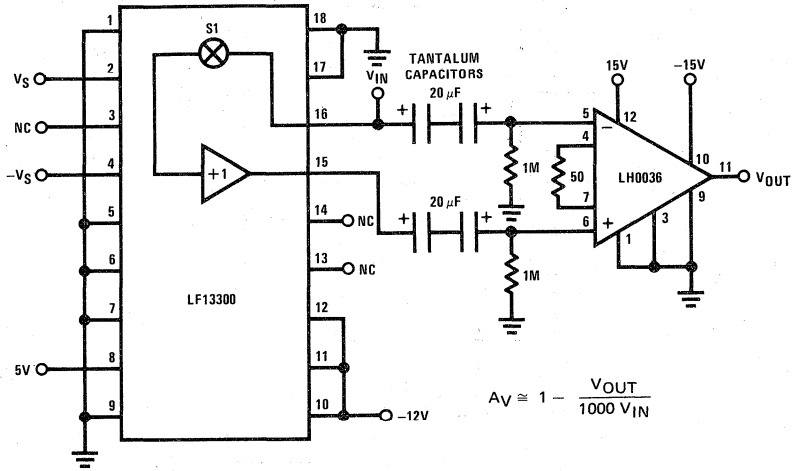 1
2
3
4
5
6
7
8
9
18
17
16
15
14
13
12
11
10
VS
NC
–VS
5V
S1
+1
LF13300
VIN
TANTALUM
CAPACITORS
+ 20 μF +
1M
NC
NC
–12V
+ 20 μF +
1M
50
15V
–15V
5
4
7
6
–
+
LH0036
12
10
11
9
3
1
VOUT
AV ≅ 1 – VOUT / 1000 VIN